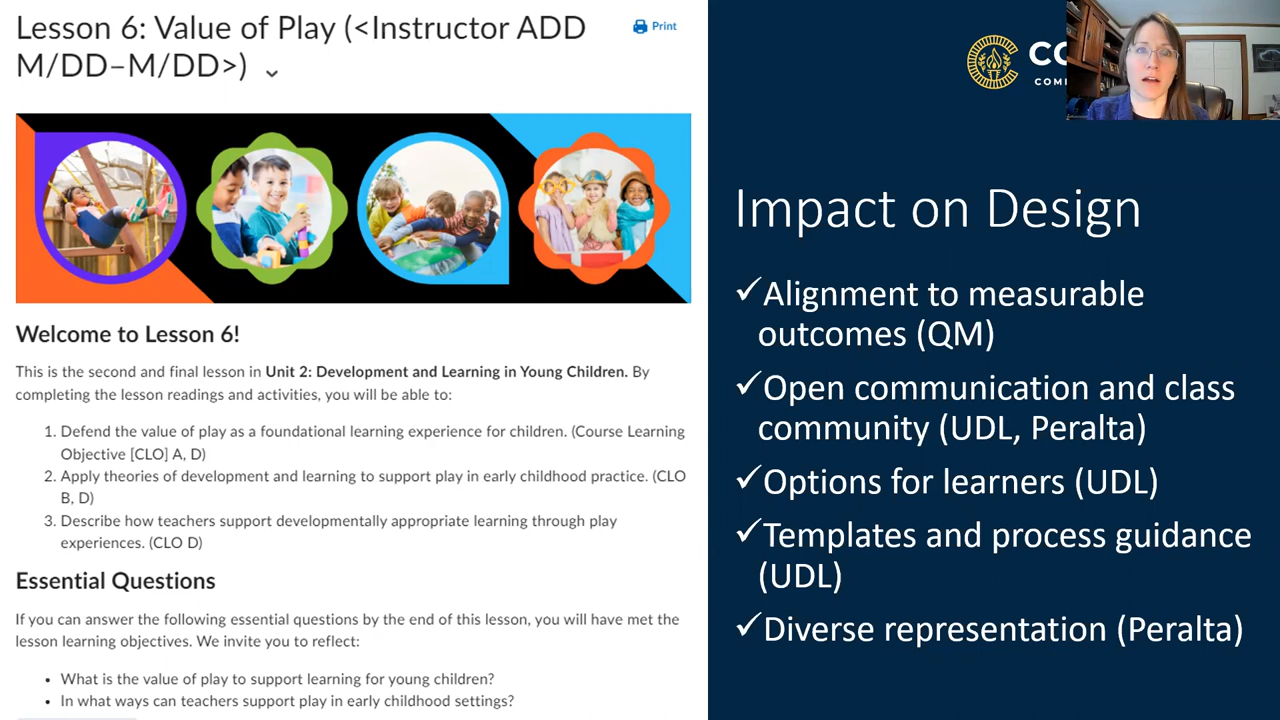 Lesson 6: Value of Play (<Instructor ADD
M/DD–M/DD>)
Print
Welcome to Lesson 6!
This is the second and final lesson in Unit 2: Development and Learning in Young Children. By
completing the lesson readings and activities, you will be able to:
1. Defend the value of play as a foundational learning experience for children. (Course Learning
Objective [CLO] A, D)
2. Apply theories of development and learning to support play in early childhood practice. (CLO
B, D)
3. Describe how teachers support developmentally appropriate learning through play
experiences. (CLO D)
Essential Questions
If you can answer the following essential questions by the end of this lesson, you will have met the
lesson learning objectives. We invite you to reflect:
• What is the value of play to support learning for young children?
• In what ways can teachers support play in early childhood settings?
Impact on Design
✓Alignment to measurable
outcomes (QM)
✓Open communication and class
community (UDL, Peralta)
✓Options for learners (UDL)
✓Templates and process guidance
(UDL)
✓Diverse representation (Peralta)